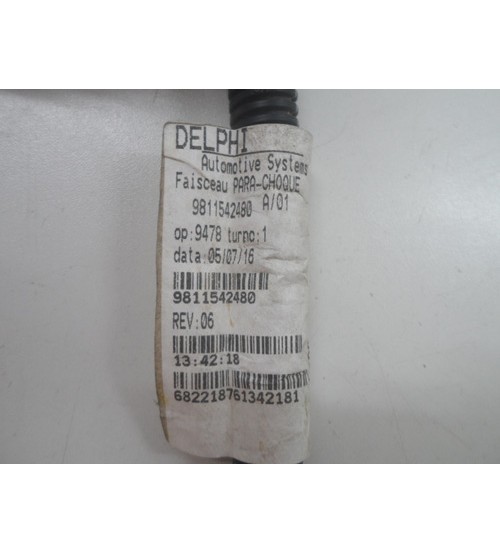 DELPHI
Automotive Systems
Faisceau PARA-CHOQUE
9811542480 A/01
op:9478 turno:1
data:05/07/16
9811542480
REV:06
13:42:18
682218761342181